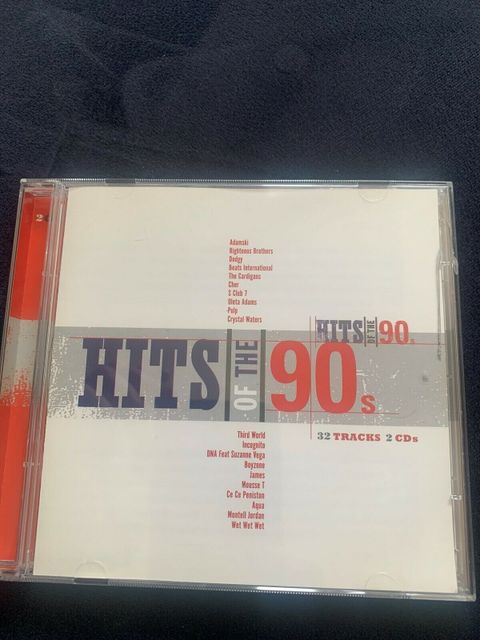 2
Adamski
Righteous Brothers
Dodgy
Beats International
The Cardigans
Cher
S Club 7
Oleta Adams
Pulp
Crystal Waters
HITS OF THE 90s
HITS OF THE 90s
32 TRACKS 2 CDs
Third World
Incognito
DNA Feat Suzanne Vega
Boyzone
James
Mousse T
Ce Ce Peniston
Aqua
Montell Jordan
Wet Wet Wet